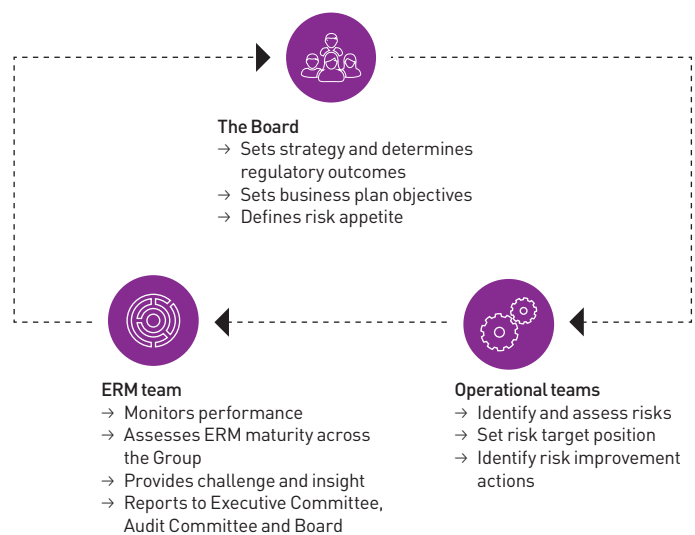 The Board
→ Sets strategy and determines
regulatory outcomes
→ Sets business plan objectives
→ Defines risk appetite
ERM team
→ Monitors performance
→ Assesses ERM maturity across
the Group
→ Provides challenge and insight
→ Reports to Executive Committee,
Audit Committee and Board
Operational teams
→ Identify and assess risks
→ Set risk target position
→ Identify risk improvement
actions